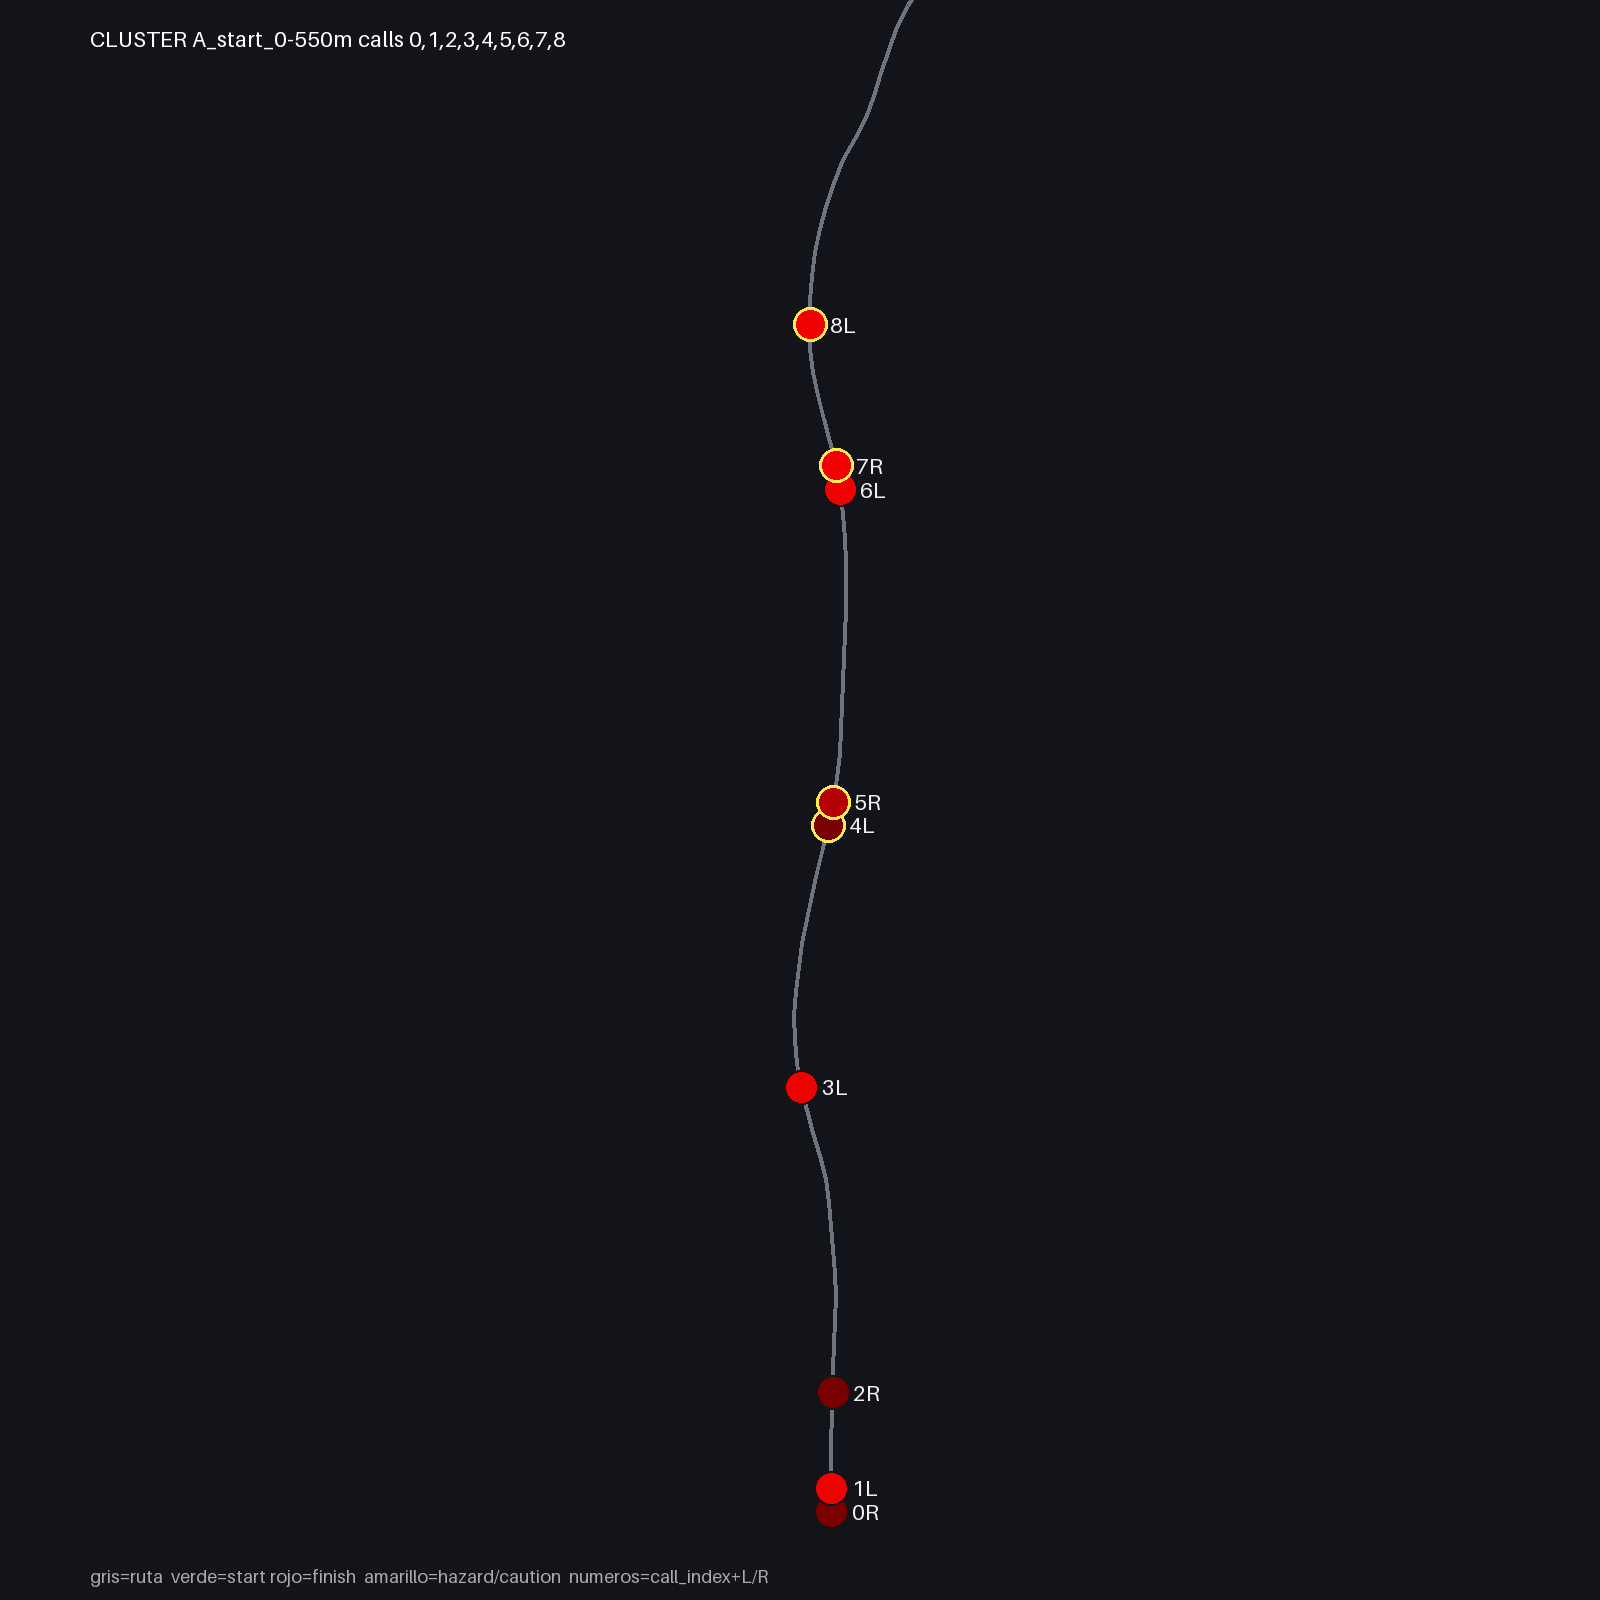 CLUSTER A_start_0-550m calls 0,1,2,3,4,5,6,7,8
8L
7R
6L
5R
4L
3L
2R
1L
0R
gris=ruta verde=start rojo=finish amarillo=hazard/caution numeros=call_index+L/R